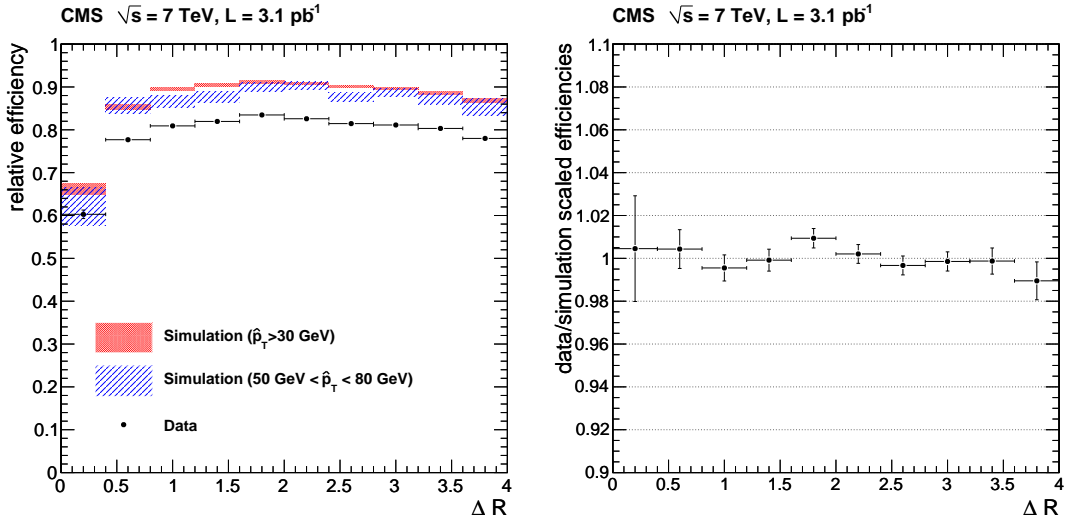 CMS √s = 7 TeV, L = 3.1 pb⁻¹
relative efficiency
1
0.9
0.8
0.7
0.6
0.5
0.4
0.3
0.2
0.1
0
Simulation (p̂_T>30 GeV)
Simulation (50 GeV < p̂_T < 80 GeV)
Data
0 0.5 1 1.5 2 2.5 3 3.5 4
Δ R
CMS √s = 7 TeV, L = 3.1 pb⁻¹
data/simulation scaled efficiencies
1.1
1.08
1.06
1.04
1.02
1
0.98
0.96
0.94
0.92
0.9
0 0.5 1 1.5 2 2.5 3 3.5 4
Δ R